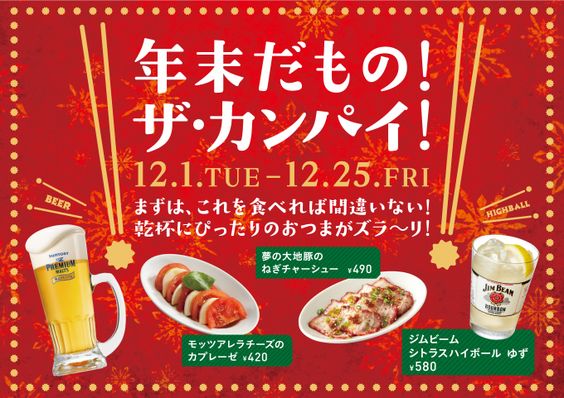 年末だもの!
ザ・カンパイ!
12.1.TUE–12.25.FRI
まずは、これを食べれば間違いない!
乾杯にぴったりのおつまがズラ〜リ!
BEER
HIGHBALL
SUNTORY
THE
PREMIUM
MALT'S
モッツアレラチーズの
カプレーゼ ¥420
夢の大地豚の
ねぎチャーシュー ¥490
JIM BEAM
BOURBON
ジムビーム
シトラスハイボール ゆず
¥580